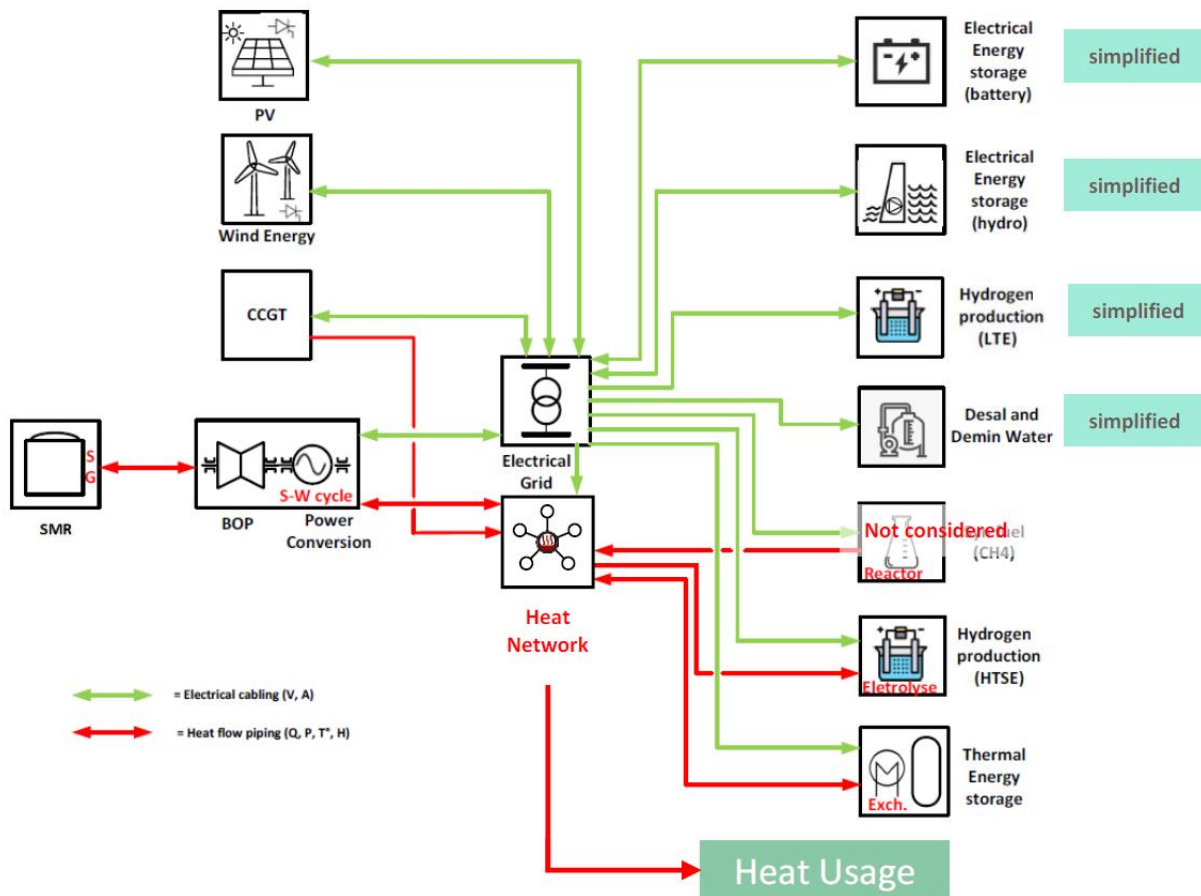 PV
Wind Energy
CCGT
SMR
S
G
BOP
S-W cycle
Power
Conversion
Electrical
Grid
Heat
Network
Electrical
Energy
storage
(battery)
simplified
Electrical
Energy
storage
(hydro)
simplified
Hydrogen
production
(LTE)
simplified
Desal and
Demin Water
simplified
Not considered
fuel
(CH4)
Reactor
Hydrogen
production
(HTSE)
Eletrolyse
Thermal
Energy
storage
Exch.
= Electrical cabling (V, A)
= Heat flow piping (Q, P, T°, H)
Heat Usage